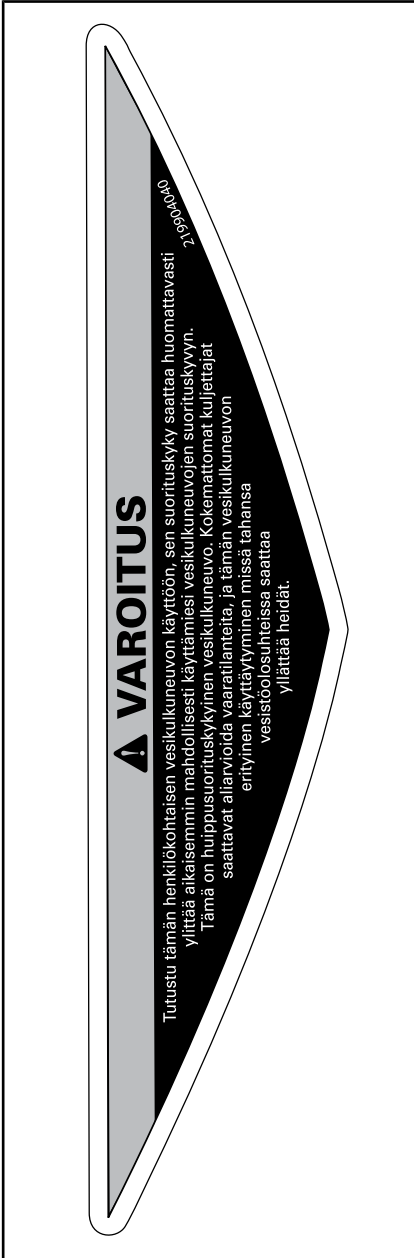 ⚠ VAROITUS
Tutustu tämän henkilökohtaisen vesikulkuneuvon käyttöön, sen suorituskyky saattaa huomattavasti
ylittää aikaisemmin mahdollisesti käyttämiesi vesikulkuneuvojen suorituskyvyn.
Tämä on huippusuorituskykyinen vesikulkuneuvo. Kokemattomat kuljettajat
saattavat aliarvioida vaaratilanteita, ja tämän vesikulkuneuvon
erityinen käyttäytyminen missä tahansa
vesistöolosuhteissa saattaa
yllättää heidät.
219904040